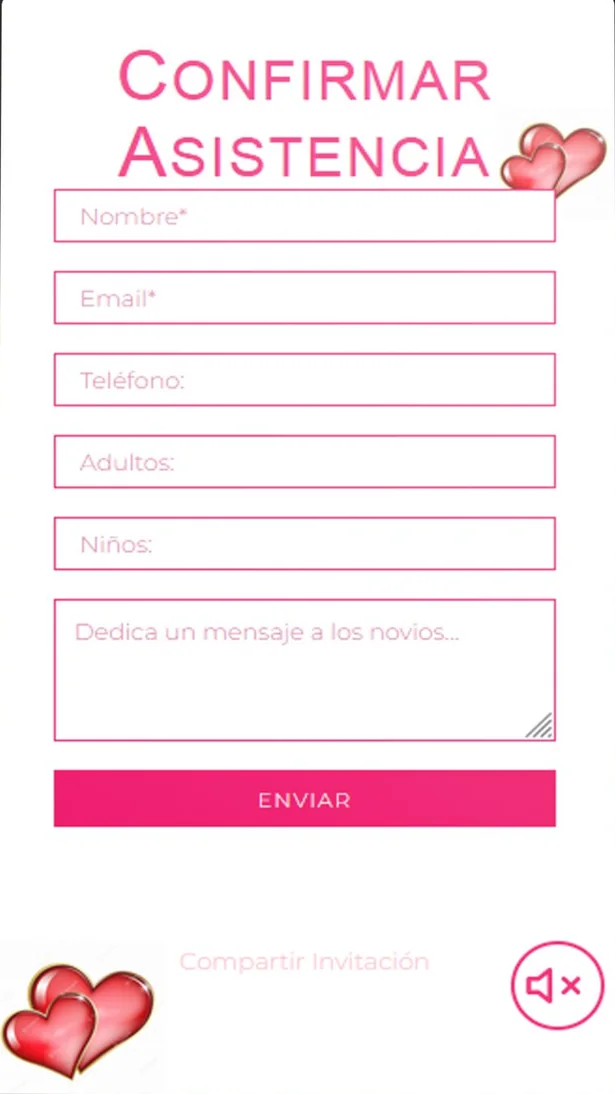 Confirmar
Asistencia
Nombre*
Email*
Teléfono:
Adultos:
Niños:
Dedica un mensaje a los novios...
ENVIAR
Compartir Invitación